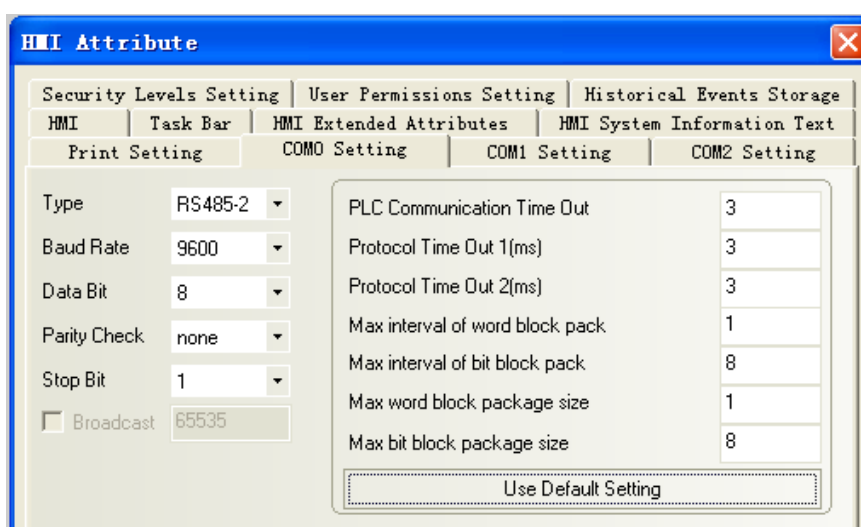 HMI Attribute
Security Levels Setting User Permissions Setting Historical Events Storage
HMI Task Bar HMI Extended Attributes HMI System Information Text
Print Setting COM0 Setting COM1 Setting COM2 Setting
Type RS485-2
Baud Rate 9600
Data Bit 8
Parity Check none
Stop Bit 1
Broadcast 65535
PLC Communication Time Out 3
Protocol Time Out 1(ms) 3
Protocol Time Out 2(ms) 3
Max interval of word block pack 1
Max interval of bit block pack 8
Max word block package size 1
Max bit block package size 8
Use Default Setting